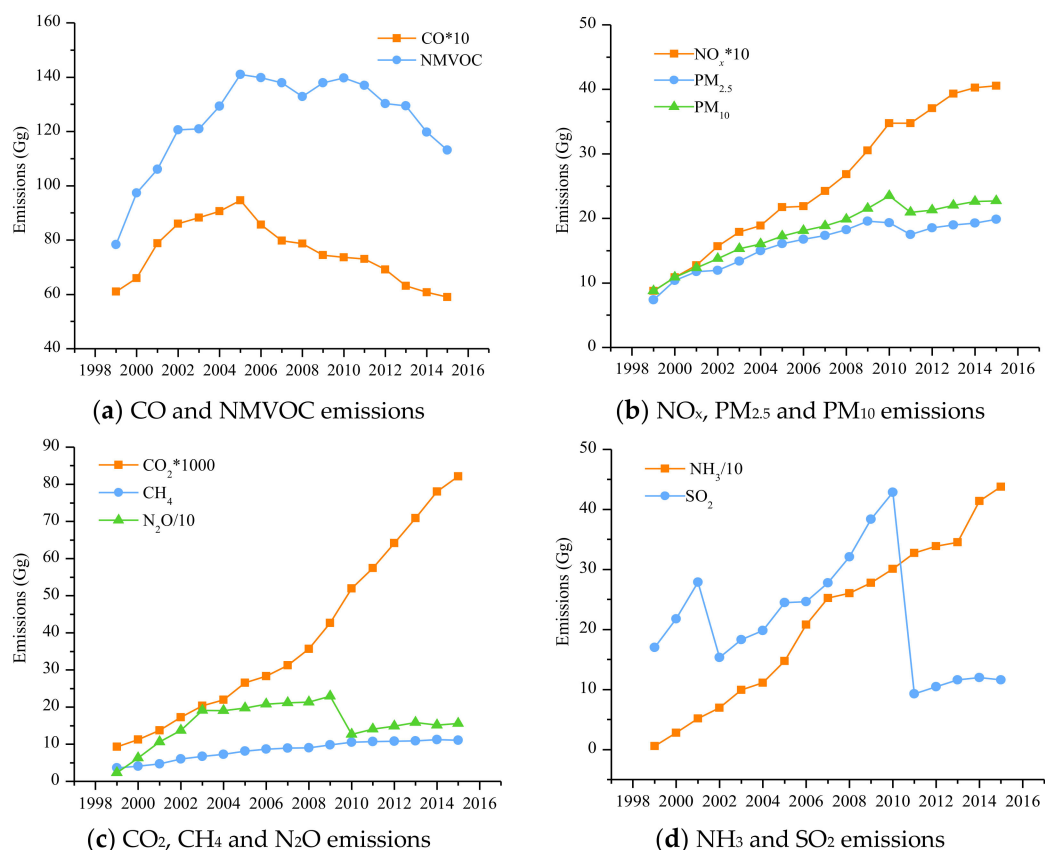 160
140
120
100
80
60
40
Emissions (Gg)
CO*10
NMVOC
1998 2000 2002 2004 2006 2008 2010 2012 2014 2016
(a) CO and NMVOC emissions
50
40
30
20
10
0
Emissions (Gg)
NOx*10
PM2.5
PM10
1998 2000 2002 2004 2006 2008 2010 2012 2014 2016
(b) NOx, PM2.5 and PM10 emissions
90
80
70
60
50
40
30
20
10
0
Emissions (Gg)
CO2*1000
CH4
N2O/10
1998 2000 2002 2004 2006 2008 2010 2012 2014 2016
(c) CO2, CH4 and N2O emissions
50
40
30
20
10
0
Emissions (Gg)
NH3/10
SO2
1998 2000 2002 2004 2006 2008 2010 2012 2014 2016
(d) NH3 and SO2 emissions